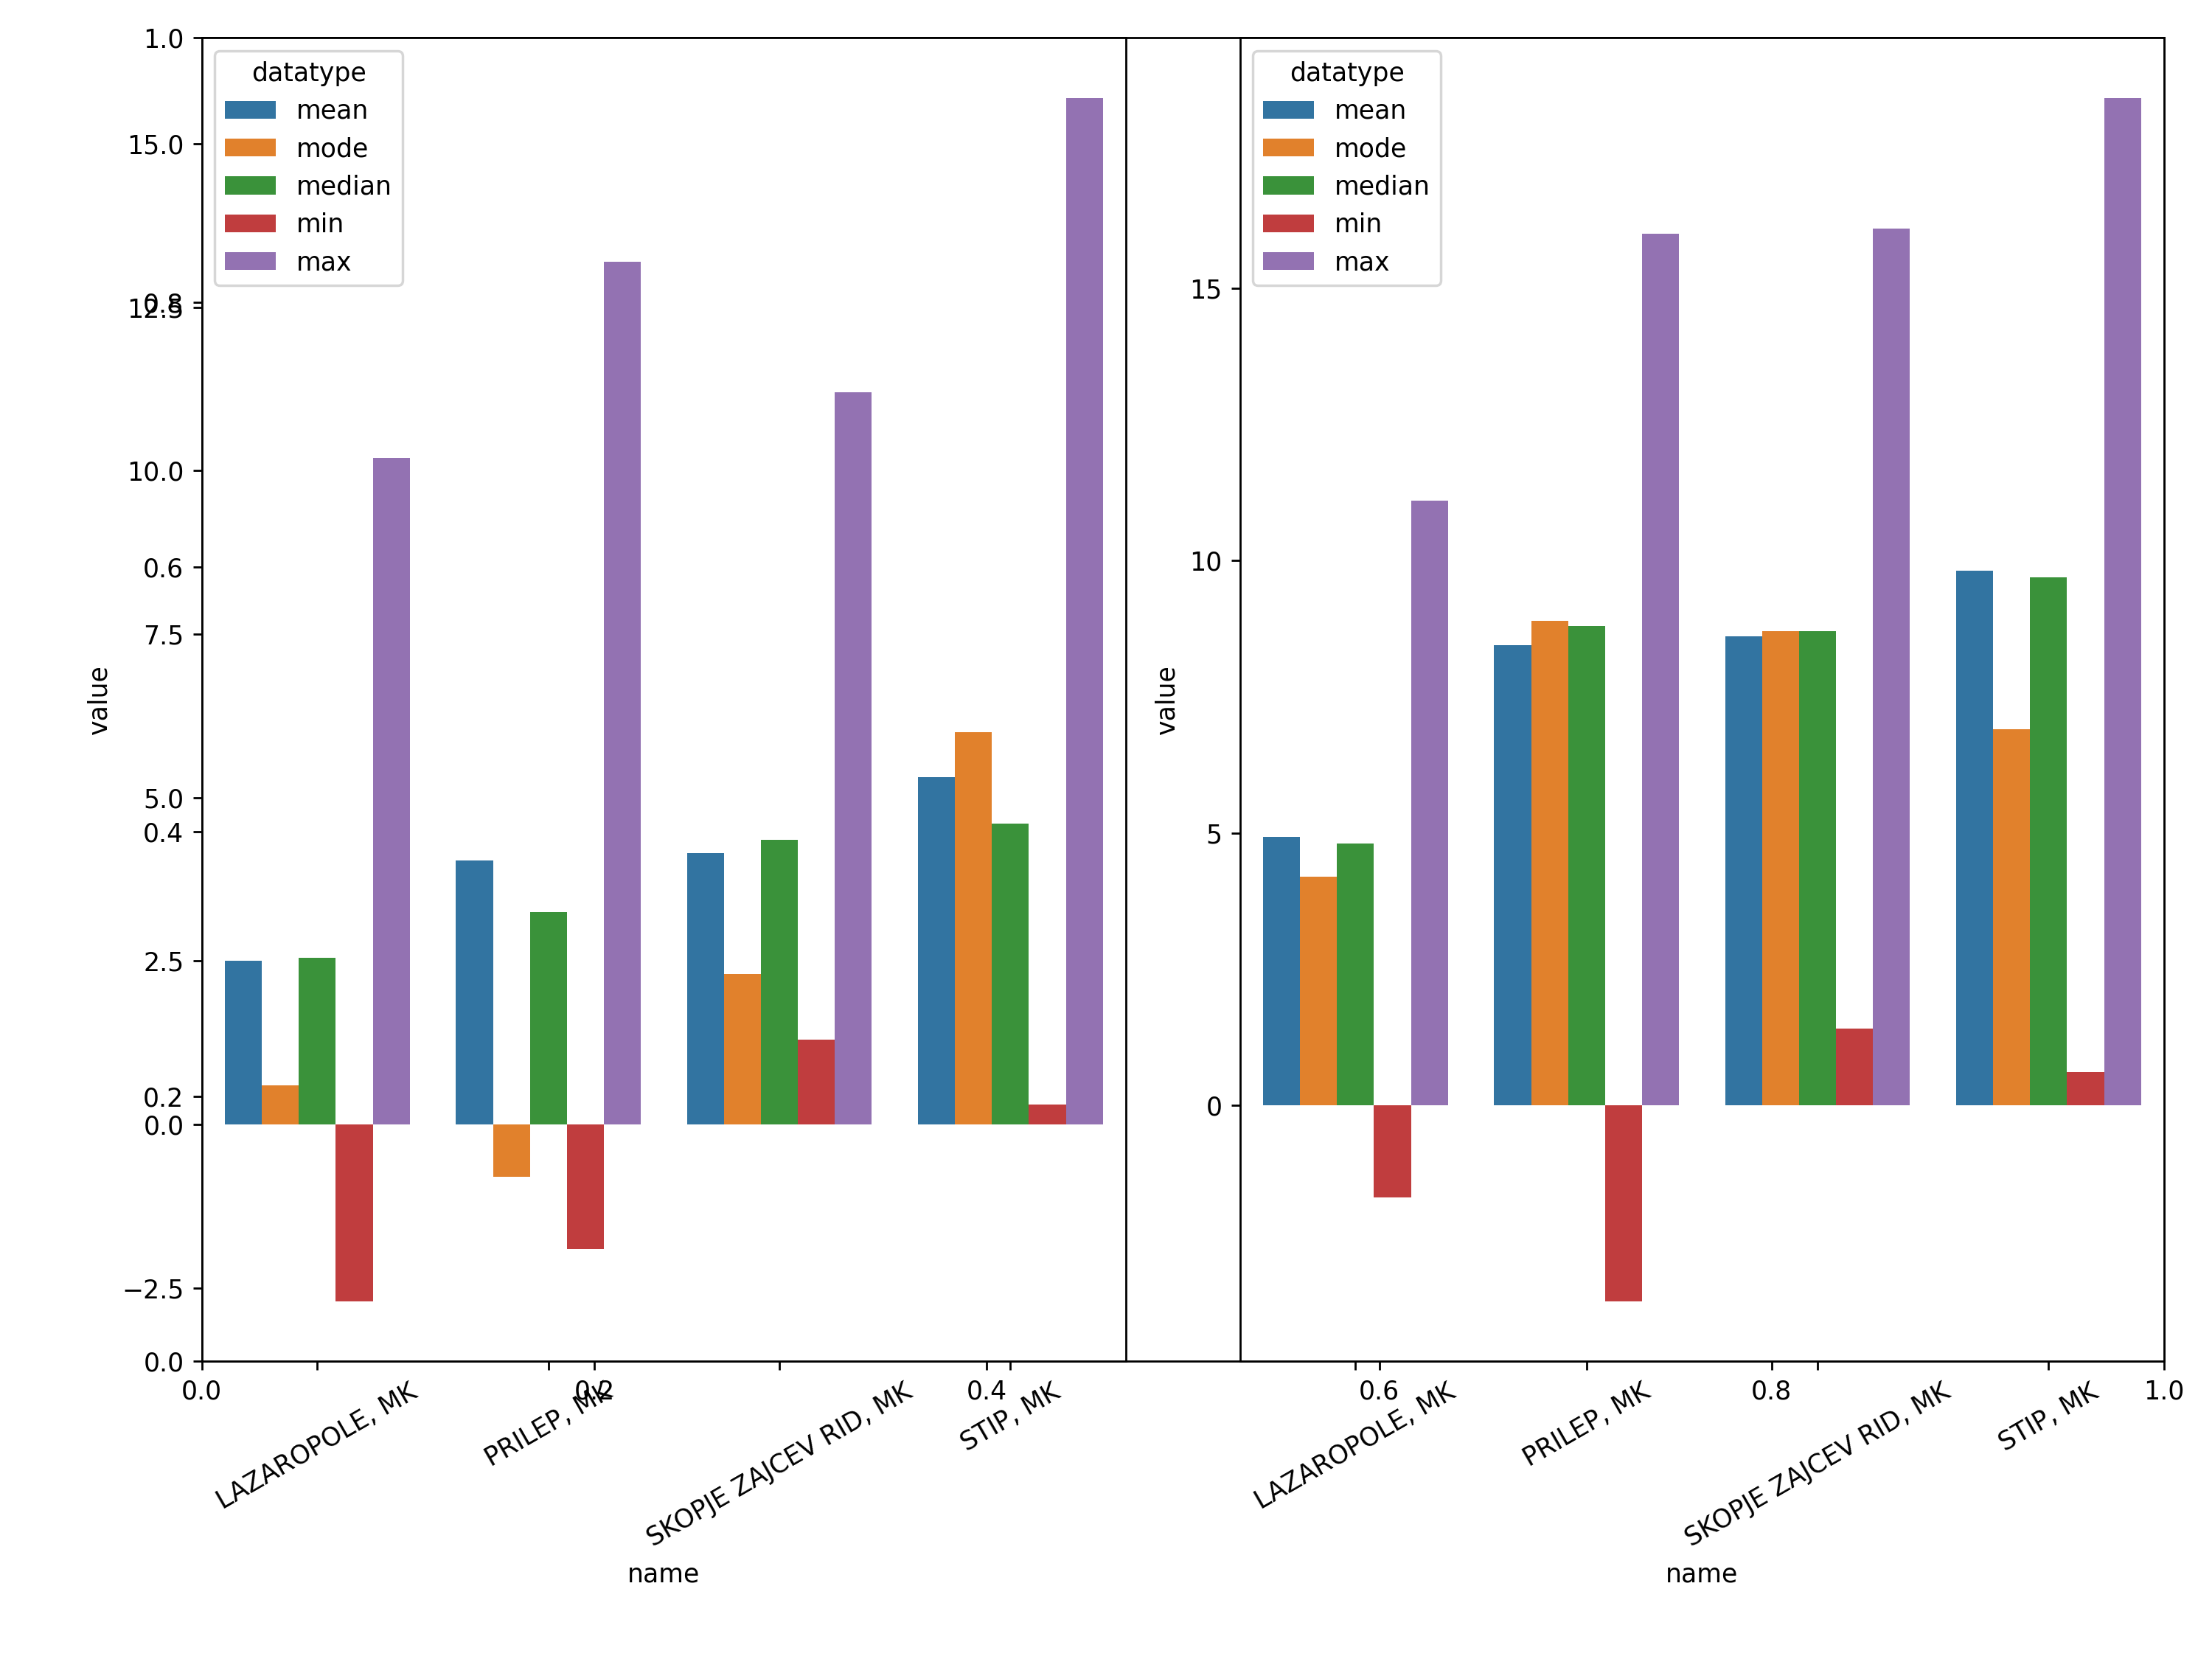 1.0
datatype
mean
mode
median
min
max
15.0
0.8
12.5
10.0
0.6
7.5
5.0
0.4
2.5
0.2
0.0
−2.5
0.0
value
0.0
0.2
0.4
LAZAROPOLE, MK
PRILEP, MK
SKOPJE ZAJCEV RID, MK
STIP, MK
name
datatype
mean
mode
median
min
max
15
10
5
0
value
0.6
0.8
1.0
LAZAROPOLE, MK
PRILEP, MK
SKOPJE ZAJCEV RID, MK
STIP, MK
name